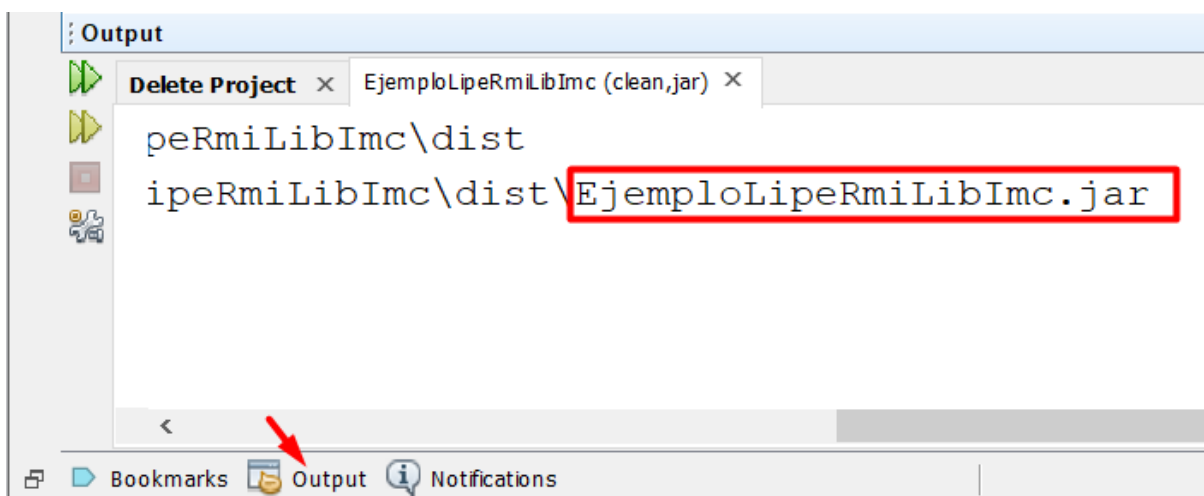 Output
Delete Project EjemploLipeRmiLibImc (clean,jar)
peRmiLibImc\dist
ipeRmiLibImc\dist\EjemploLipeRmiLibImc.jar
Bookmarks Output Notifications